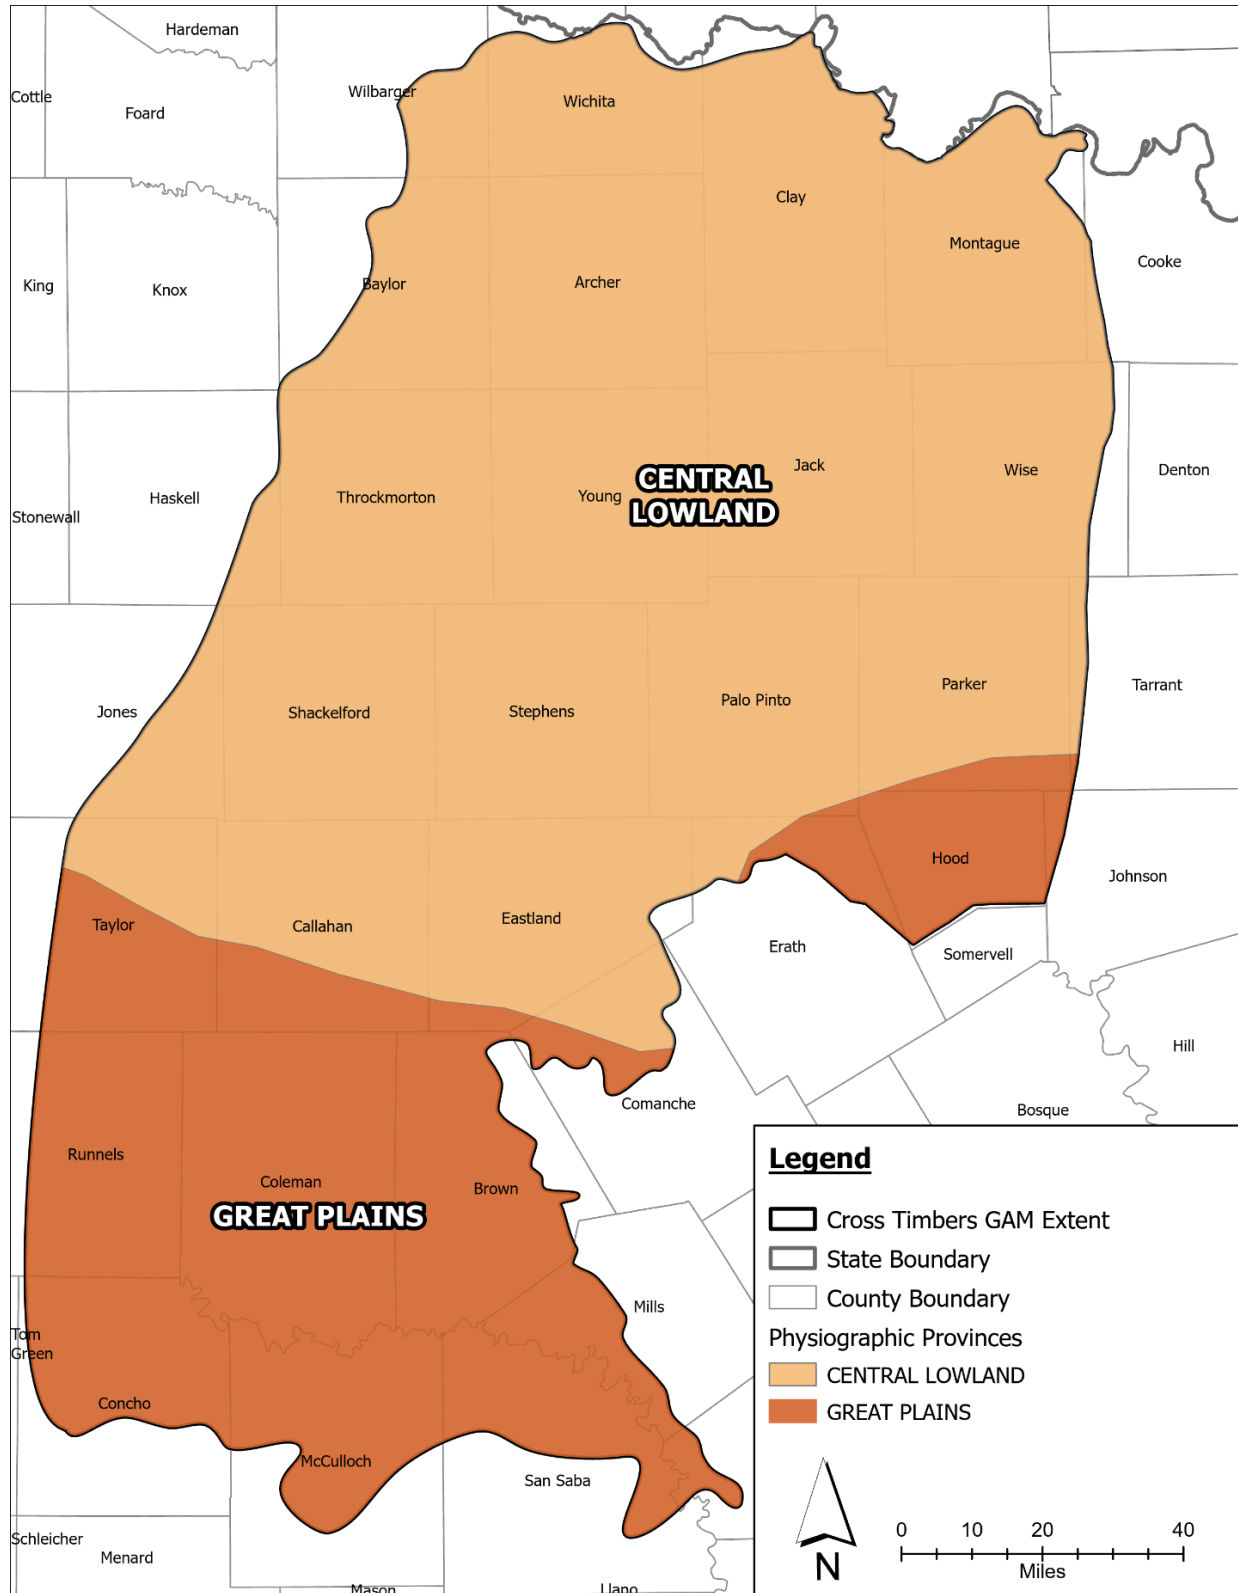 Hardeman
Cottle
Foard
Wilbarger
Wichita
Clay
Montague
Cooke
King
Knox
Baylor
Archer
Stonewall
Haskell
Throckmorton
Young
CENTRAL
LOWLAND
Jack
Wise
Denton
Jones
Shackelford
Stephens
Palo Pinto
Parker
Tarrant
Taylor
Callahan
Eastland
Erath
Hood
Somervell
Johnson
Hill
Bosque
Comanche
Runnels
Coleman
GREAT PLAINS
Brown
Mills
Tom
Green
Concho
McCulloch
San Saba
Schleicher
Menard
Mason
Llano
Legend
Cross Timbers GAM Extent
State Boundary
County Boundary
Physiographic Provinces
CENTRAL LOWLAND
GREAT PLAINS
N
0 10 20 40
Miles